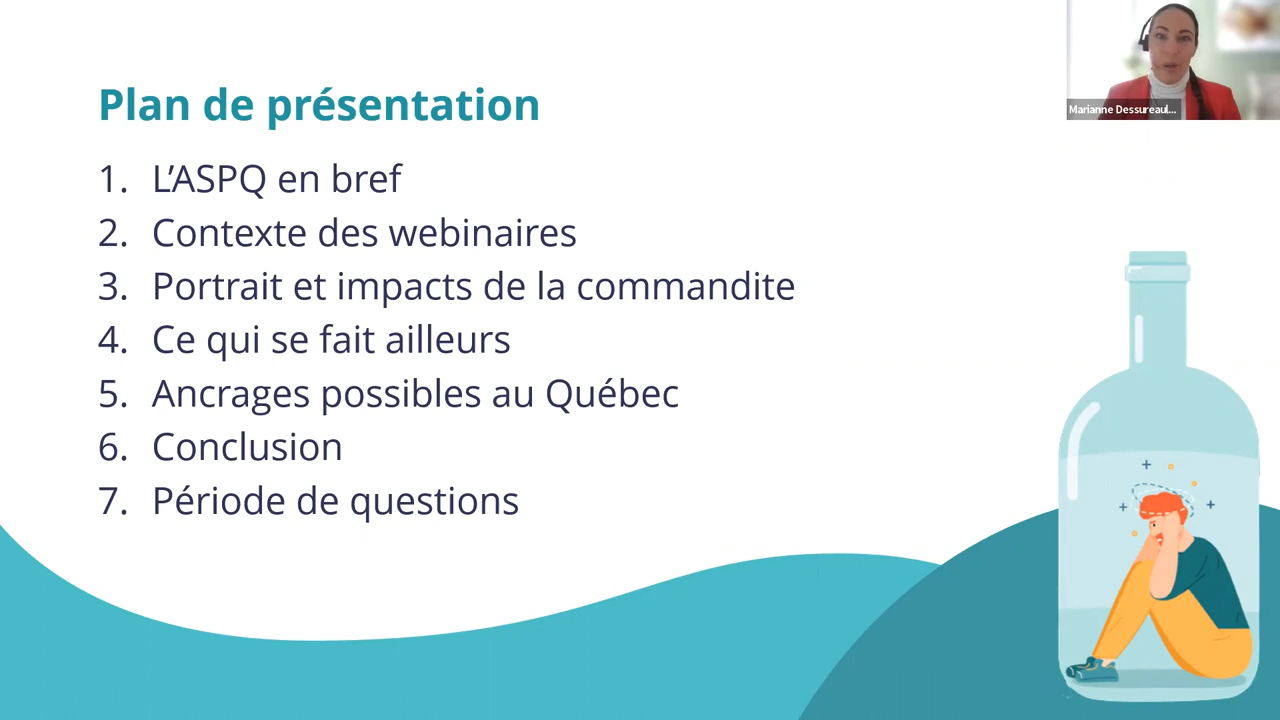 Plan de présentation
1. L’ASPQ en bref
2. Contexte des webinaires
3. Portrait et impacts de la commandite
4. Ce qui se fait ailleurs
5. Ancrages possibles au Québec
6. Conclusion
7. Période de questions
Marianne Dessureaul...